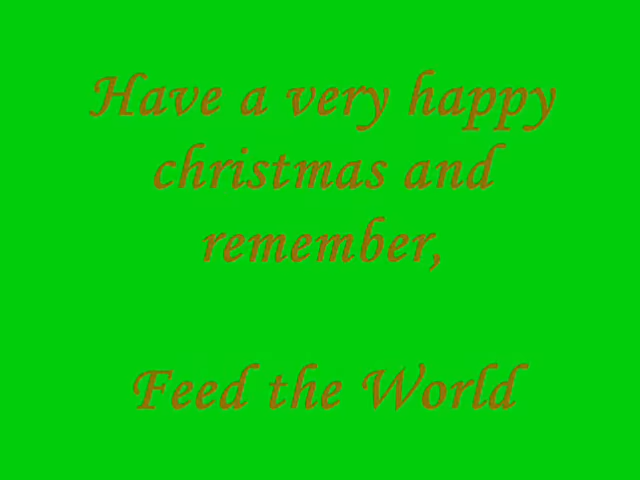 Have a very happy
christmas and
remember,
Feed the World